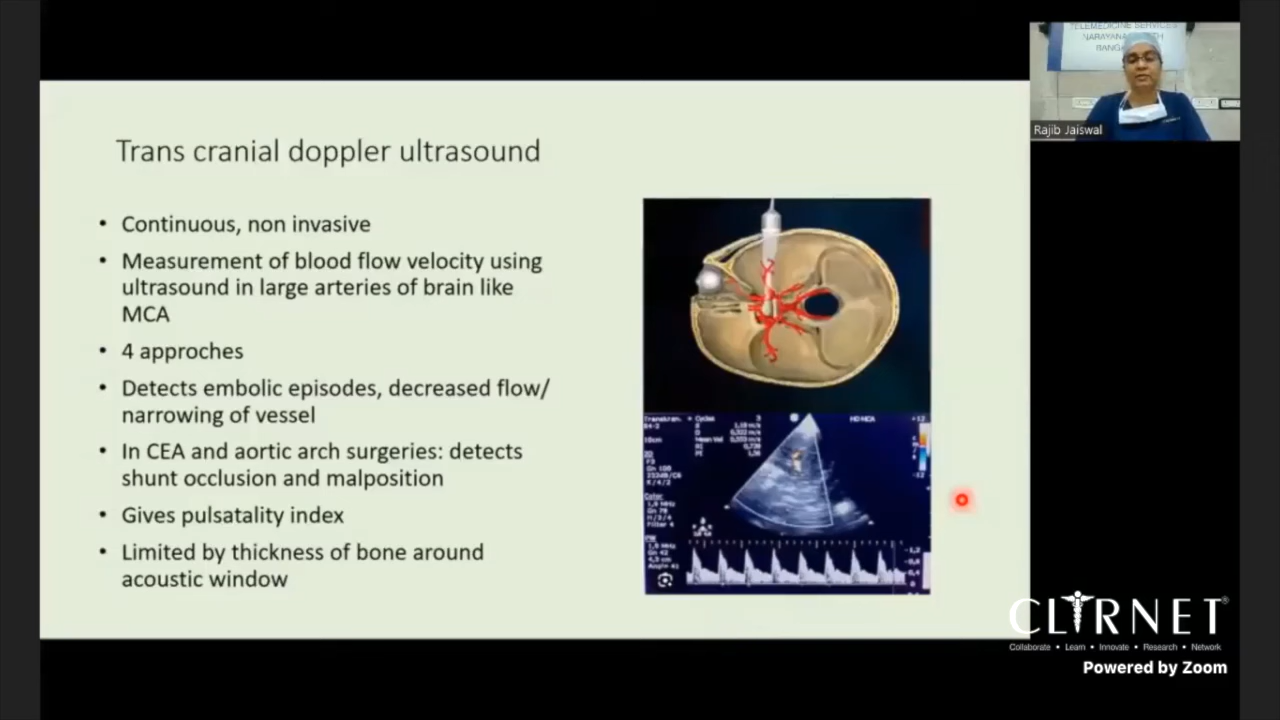 TELEMEDICINE SERVICES
Rajib Jaiswal
Trans cranial doppler ultrasound
• Continuous, non invasive
• Measurement of blood flow velocity using
ultrasound in large arteries of brain like
MCA
• 4 approches
• Detects embolic episodes, decreased flow/
narrowing of vessel
• In CEA and aortic arch surgeries: detects
shunt occlusion and malposition
• Gives pulsatality index
• Limited by thickness of bone around
acoustic window
CLIRNET®
Collaborate • Learn • Innovate • Research • Network
Powered by Zoom